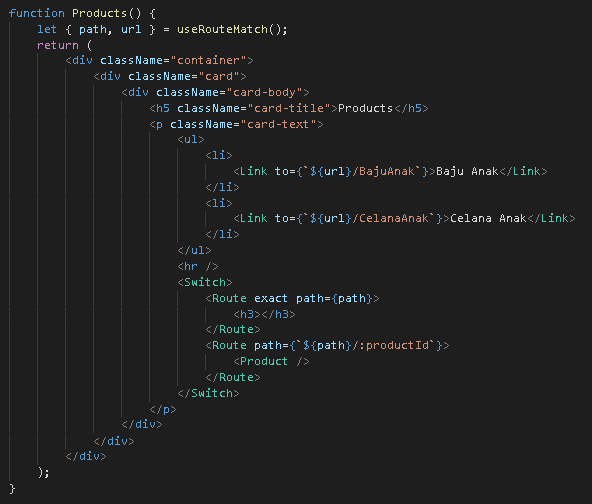 function Products() {
    let { path, url } = useRouteMatch();
    return (
        <div className="container">
            <div className="card">
                <div className="card-body">
                    <h5 className="card-title">Products</h5>
                    <p className="card-text">
                        <ul>
                            <li>
                                <Link to={`${url}/BajuAnak`}>Baju Anak</Link>
                            </li>
                            <li>
                                <Link to={`${url}/CelanaAnak`}>Celana Anak</Link>
                            </li>
                        </ul>
                        <hr />
                        <Switch>
                            <Route exact path={path}>
                                <h3></h3>
                            </Route>
                            <Route path={`${path}/:productId`}>
                                <Product />
                            </Route>
                        </Switch>
                    </p>
                </div>
            </div>
        </div>
    );
}